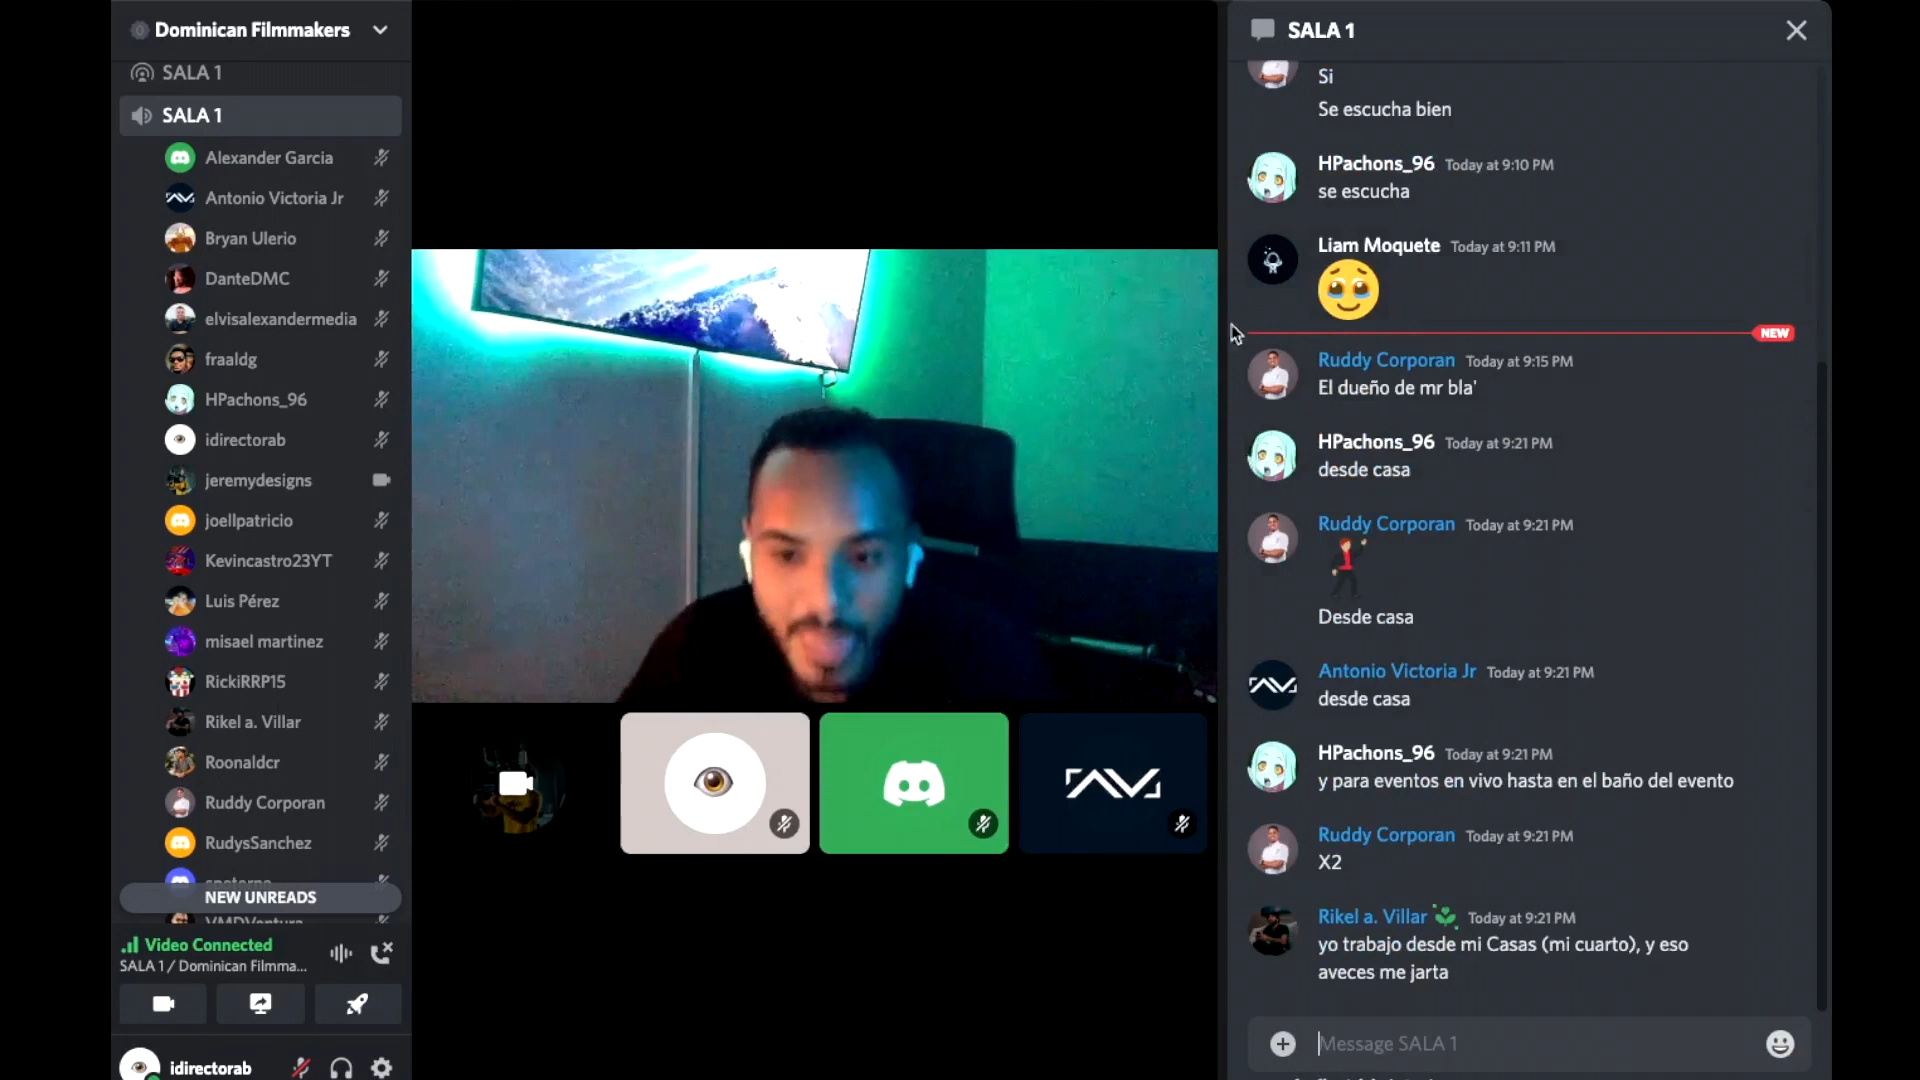 Dominican Filmmakers
SALA 1
SALA 1
Alexander Garcia
Antonio Victoria Jr
Bryan Ulerio
DanteDMC
elvisalexandermedia
fraaldg
HPachons_96
idirectorab
jeremydesigns
joellpatricio
Kevincastro23YT
Luis Pérez
misael martinez
RickiRRP15
Rikel a. Villar
Roonaldcr
Ruddy Corporan
RudysSanchez
NEW UNREADS
VMDVentura
Video Connected
SALA 1 / Dominican Filmma...
idirectorab
SALA 1
Si
Se escucha bien
HPachons_96 Today at 9:10 PM
se escucha
Liam Moquete Today at 9:11 PM
NEW
Ruddy Corporan Today at 9:15 PM
El dueño de mr bla'
HPachons_96 Today at 9:21 PM
desde casa
Ruddy Corporan Today at 9:21 PM
Desde casa
Antonio Victoria Jr Today at 9:21 PM
desde casa
HPachons_96 Today at 9:21 PM
y para eventos en vivo hasta en el baño del evento
Ruddy Corporan Today at 9:21 PM
X2
Rikel a. Villar Today at 9:21 PM
yo trabajo desde mi Casas (mi cuarto), y eso
aveces me jarta
Message SALA 1